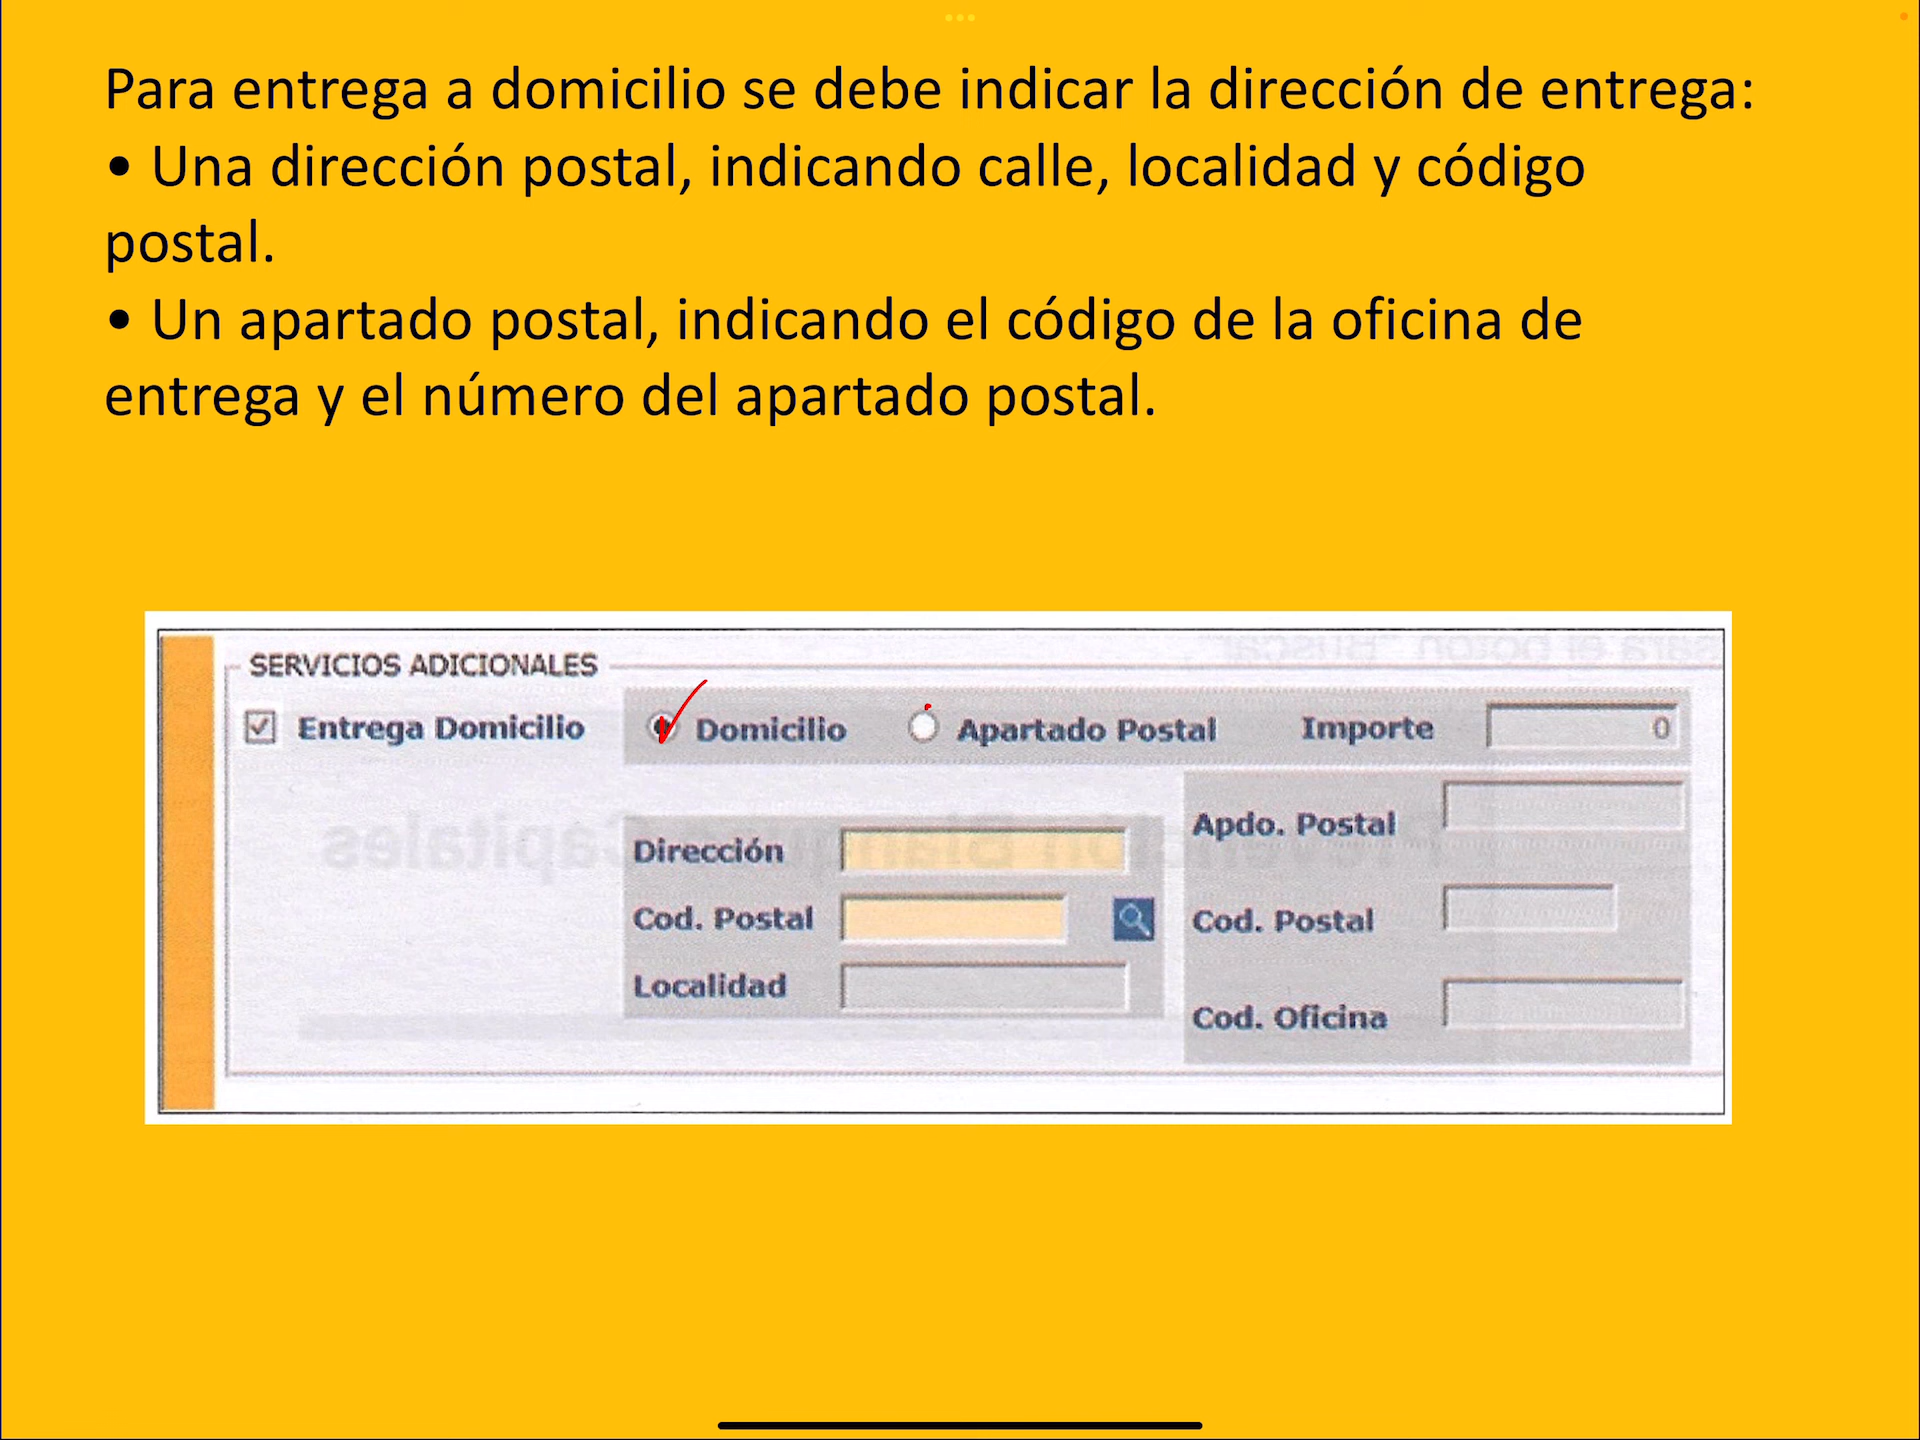 Para entrega a domicilio se debe indicar la dirección de entrega:
• Una dirección postal, indicando calle, localidad y código
postal.
• Un apartado postal, indicando el código de la oficina de
entrega y el número del apartado postal.
SERVICIOS ADICIONALES
Entrega Domicilio Domicilio Apartado Postal Importe 0
Dirección
Cod. Postal
Localidad
Apdo. Postal
Cod. Postal
Cod. Oficina